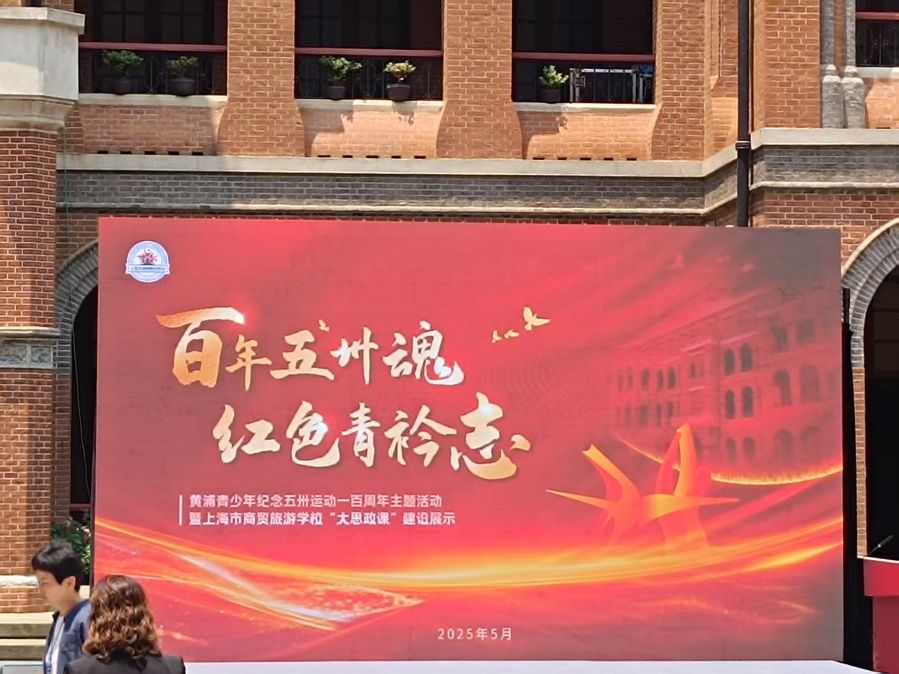 百年五卅魂
红色青衿志
黄浦青少年纪念五卅运动一百周年主题活动
暨上海市商贸旅游学校“大思政课”建设展示
2025年5月